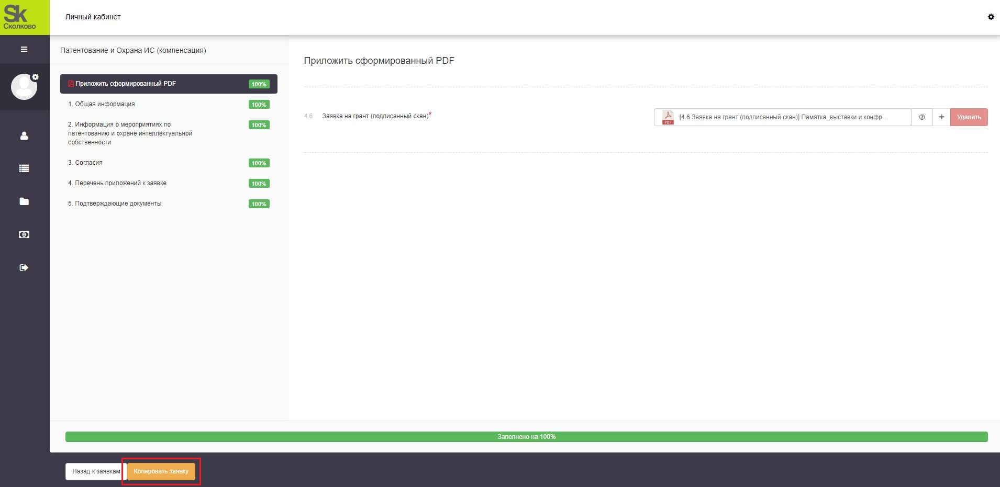 Sk
Сколково
Личный кабинет
Патентование и Охрана ИС (компенсация)
Приложить сформированный PDF 100%
1. Общая информация 100%
2. Информация о мероприятиях по 100%
патентованию и охране интеллектуальной
собственности
3. Согласия 100%
4. Перечень приложений к заявке 100%
5. Подтверждающие документы 100%
Приложить сформированный PDF
4.6 Заявка на грант (подписанный скан)*
PDF [4.6 Заявка на грант (подписанный скан)] Памятка_выставки и конфр... Удалить
Заполнено на 100%
Назад к заявкам Копировать заявку